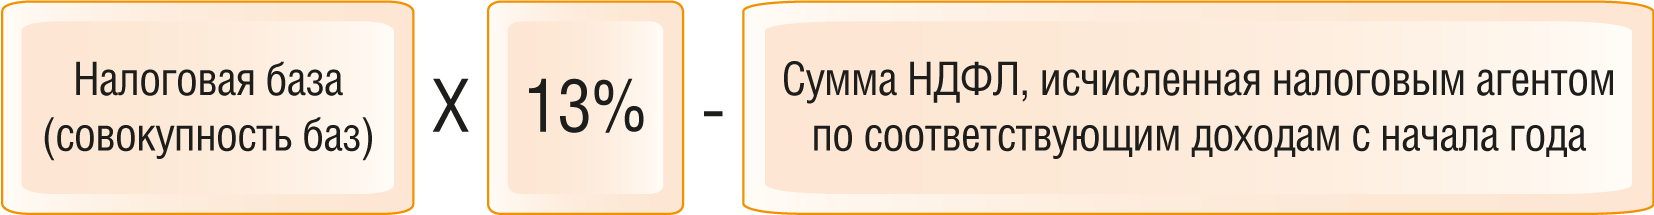 Налоговая база
(совокупность баз)
X
13%
-
Сумма НДФЛ, исчисленная налоговым агентом
по соответствующим доходам с начала года